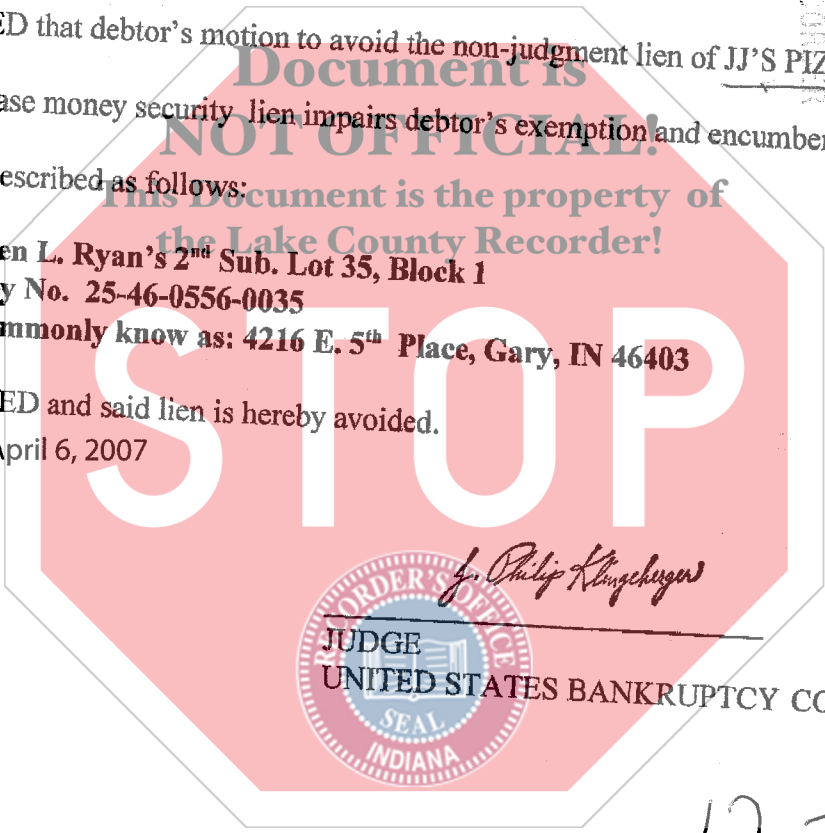 ED that debtor's motion to avoid the non-judgment lien of JJ'S PIZ
Document is
ase money security lien impairs debtor's exemption and encumber
NOT OFFICIAL!
escribed as follows:
This Document is the property of
the Lake County Recorder!
en L. Ryan's 2nd Sub. Lot 35, Block 1
y No. 25-46-0556-0035
mmonly know as: 4216 E. 5th Place, Gary, IN 46403
STOP
ED and said lien is hereby avoided.
April 6, 2007
J. Philip Klingeberger
JUDGE
UNITED STATES BANKRUPTCY CO
RECORDER'S OFFICE
SEAL
INDIANA